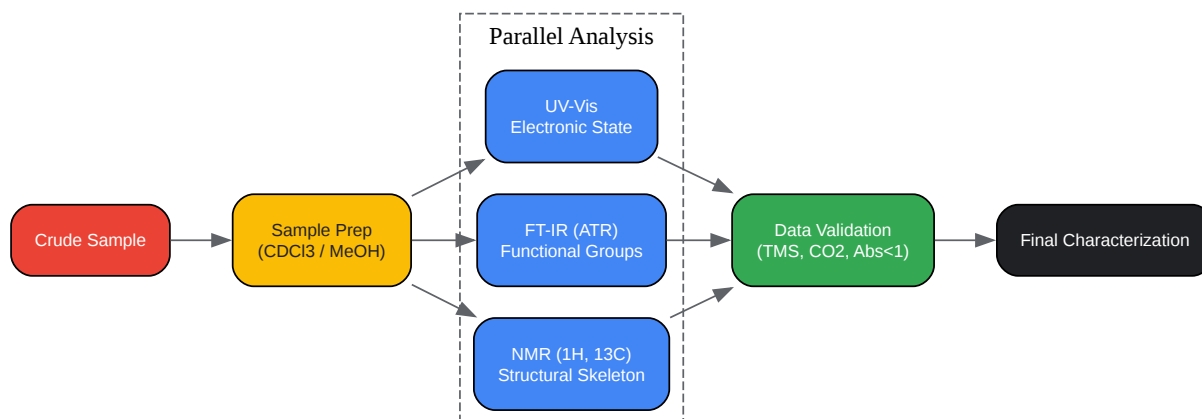 Parallel Analysis
UV-Vis
Electronic State
Crude Sample
Sample Prep
(CDCl3 / MeOH)
FT-IR (ATR)
Functional Groups
Data Validation
(TMS, CO2, Abs<1)
Final Characterization
NMR (1H, 13C)
Structural Skeleton